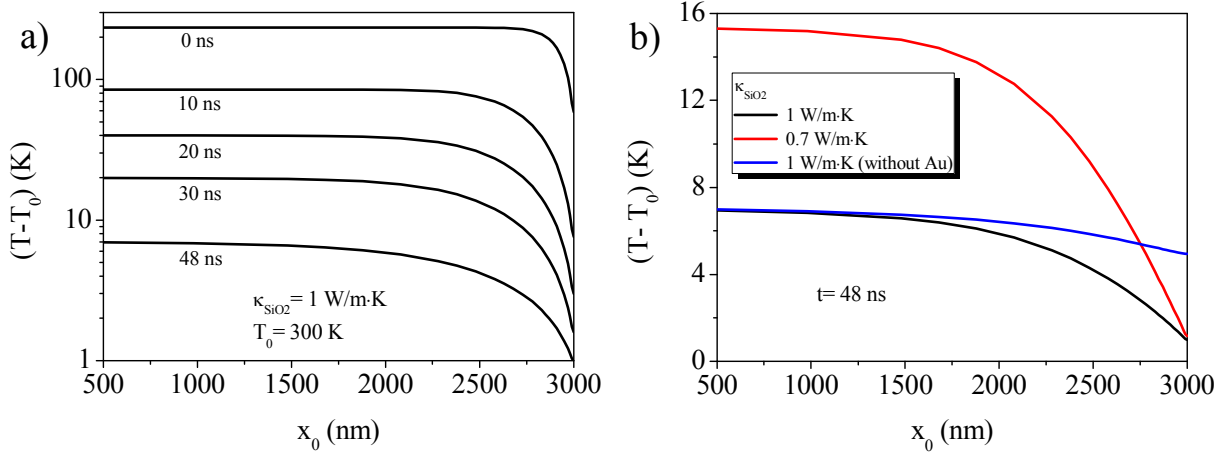 a)
(T-T₀) (K)
100
10
1
0 ns
10 ns
20 ns
30 ns
48 ns
κSiO2= 1 W/m·K
T₀= 300 K
500 1000 1500 2000 2500 3000
x₀ (nm)
b)
(T- T₀) (K)
16
12
8
4
0
κSiO2
1 W/m·K
0.7 W/m·K
1 W/m·K (without Au)
t= 48 ns
500 1000 1500 2000 2500 3000
x₀ (nm)